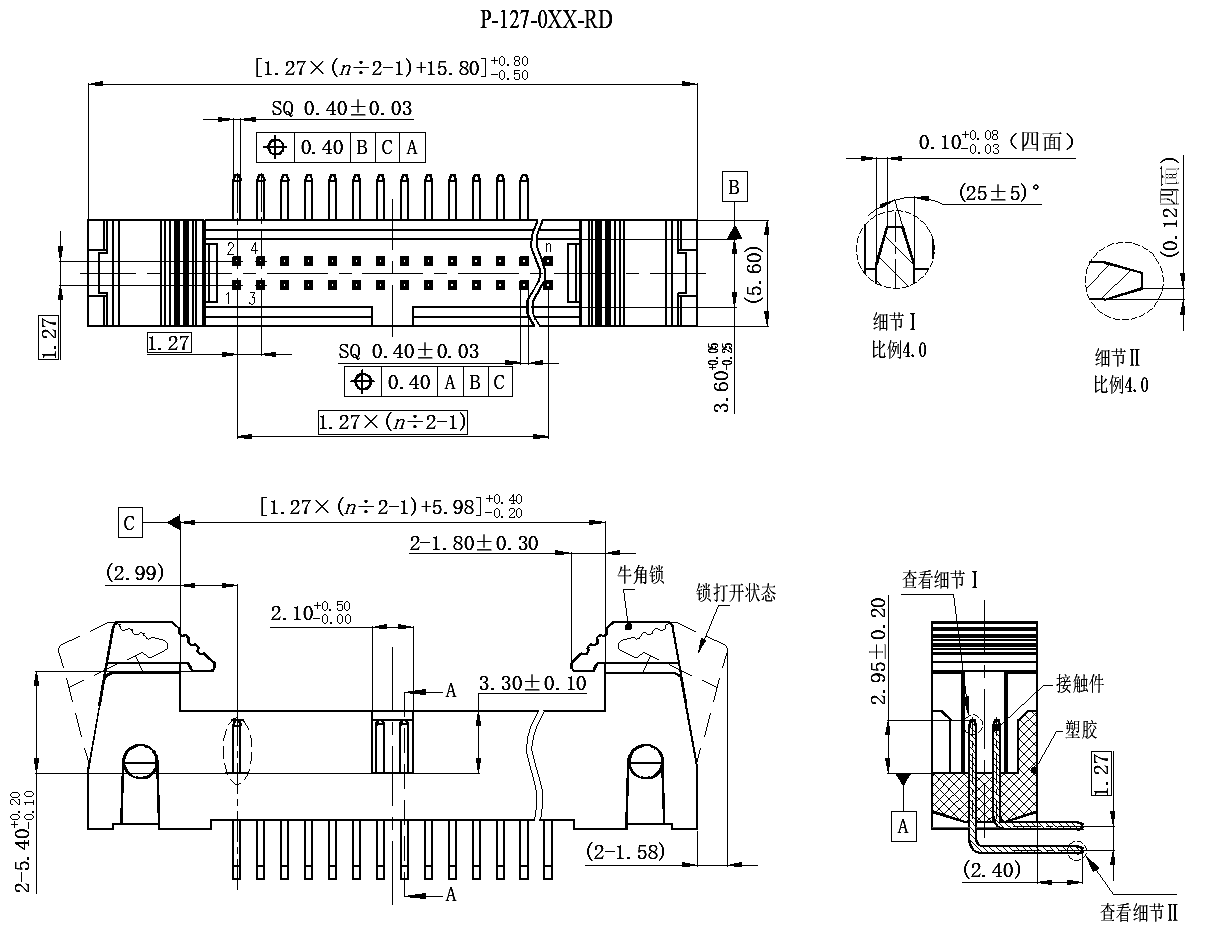 P-127-0XX-RD
[1.27×(n÷2-1)+15.80]+0.80 -0.50
SQ 0.40±0.03
⌖ 0.40 B C A
B
2 4
n
1 3
(5.60)
1.27
1.27
SQ 0.40±0.03
⌖ 0.40 A B C
1.27×(n÷2-1)
3.60+0.05 -0.25
0.10+0.08 -0.03(四面)
(25±5)°
(0.12四面)
细节Ⅰ
比例4.0
细节Ⅱ
比例4.0
[1.27×(n÷2-1)+5.98]+0.40 -0.20
C
2-1.80±0.30
(2.99)
牛角锁
锁打开状态
2.10+0.50 -0.00
A
3.30±0.10
2-5.40+0.20 -0.10
(2-1.58)
A
查看细节Ⅰ
2.95±0.20
接触件
塑胶
1.27
A
(2.40)
查看细节Ⅱ